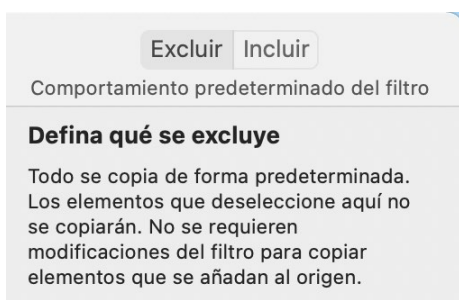 Excluir Incluir
Comportamiento predeterminado del filtro
Defina qué se excluye
Todo se copia de forma predeterminada.
Los elementos que deseleccione aquí no
se copiarán. No se requieren
modificaciones del filtro para copiar
elementos que se añadan al origen.